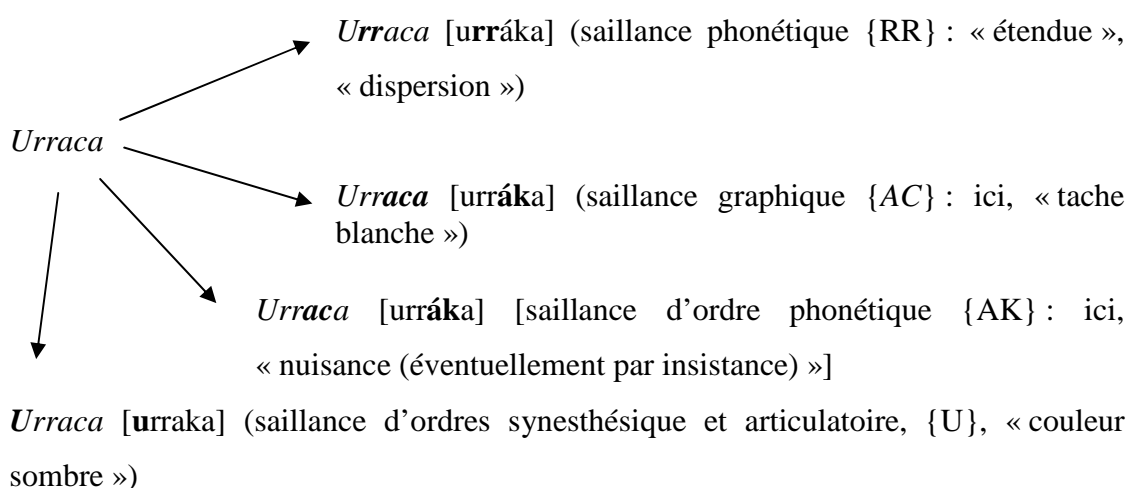 Urraca [urráka] (saillance phonétique {RR} : « étendue »,
« dispersion »)
Urraca
Urraca [urráka] (saillance graphique {AC} : ici, « tache
blanche »)
Urraca [urráka] [saillance d'ordre phonétique {AK} : ici,
« nuisance (éventuellement par insistance) »]
Urraca [urraka] (saillance d'ordres synesthésique et articulatoire, {U}, « couleur
sombre »)